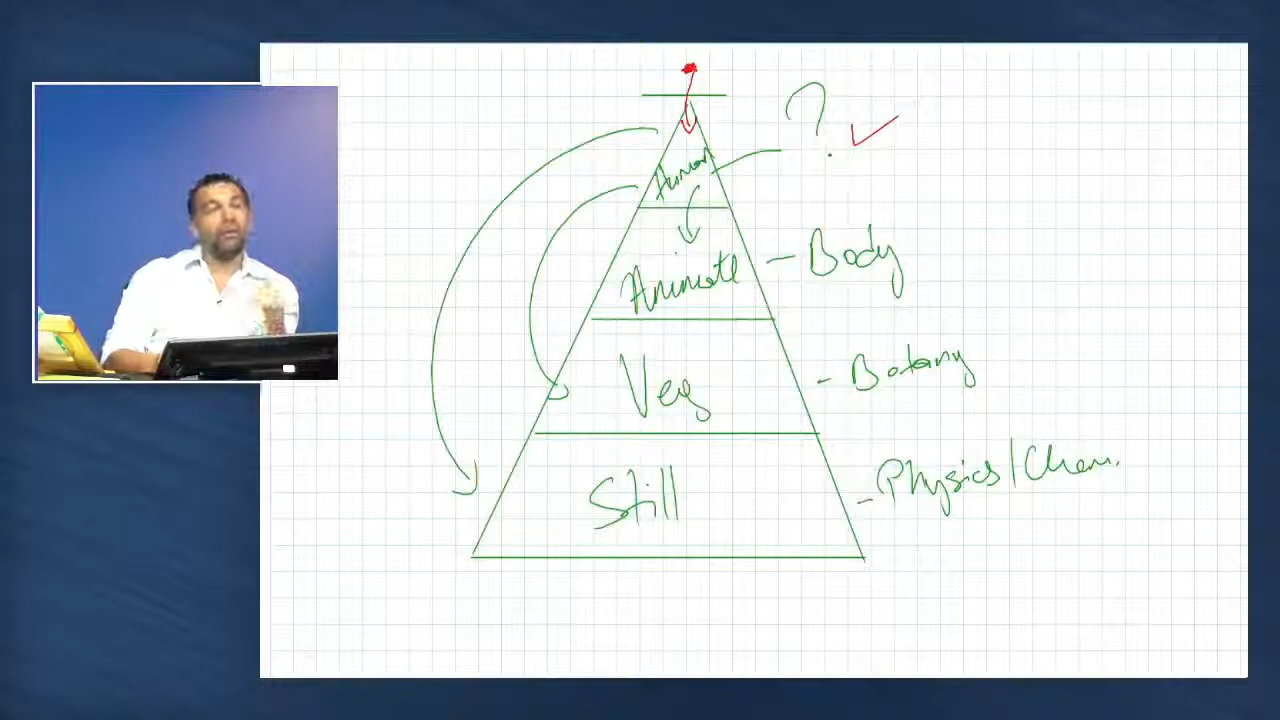 ?
Human
Animate - Body
Veg - Botany
Still - Physics/Chem.